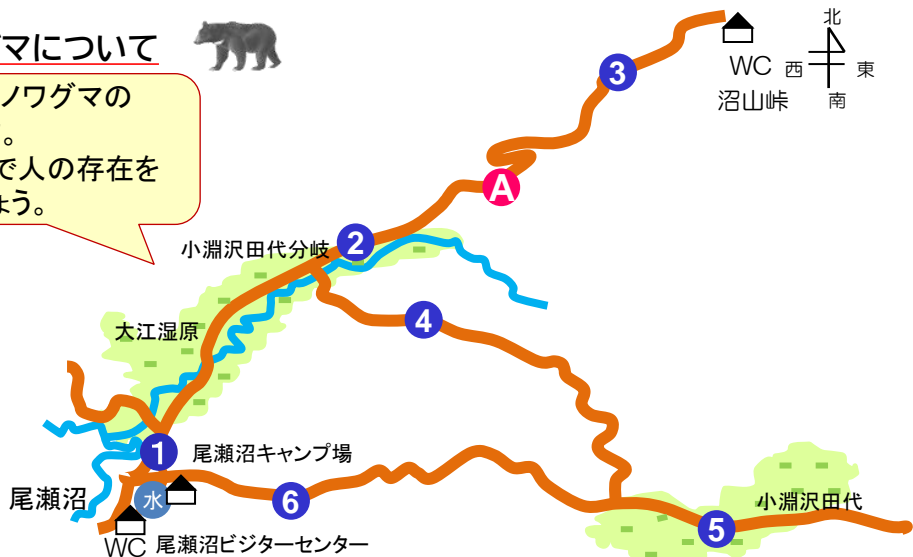 マについて
ノワグマの
。
で人の存在を
ょう。
北
西
東
南
WC
沼山峠
3
A
2
小淵沢田代分岐
4
大江湿原
1
尾瀬沼キャンプ場
尾瀬沼
水
6
小淵沢田代
5
WC
尾瀬沼ビジターセンター